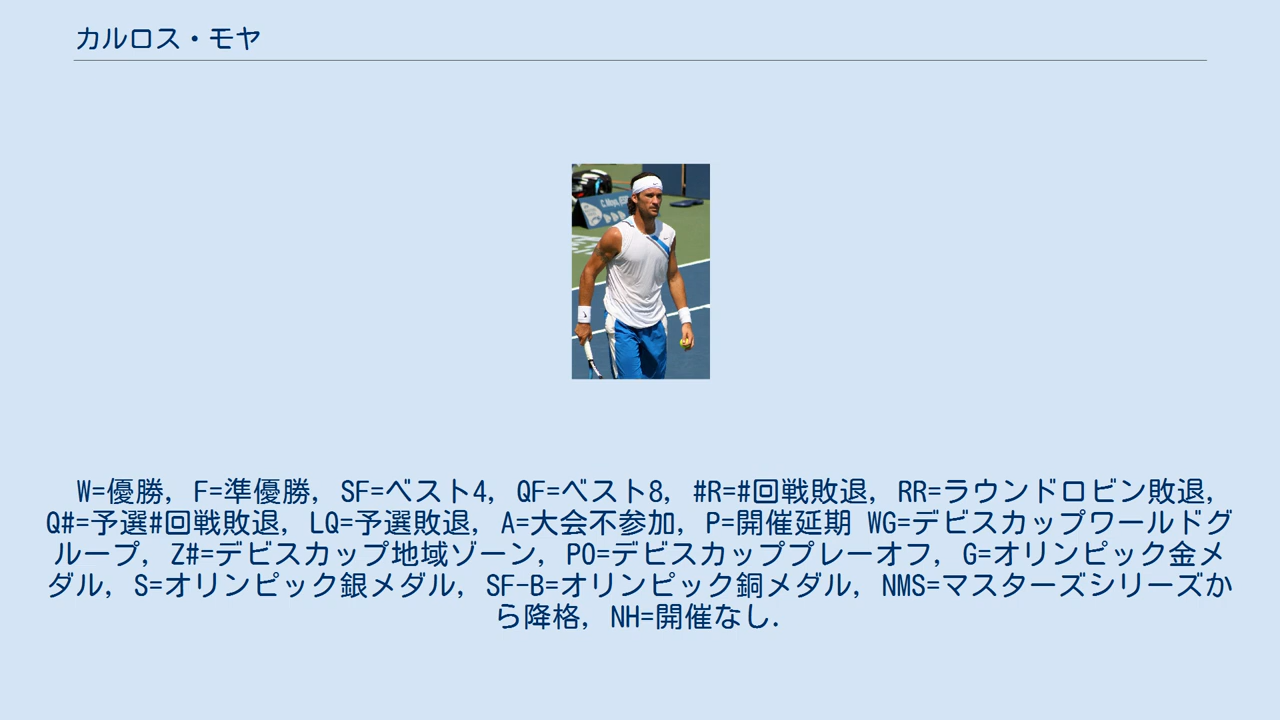 カルロス・モヤ
W=優勝, F=準優勝, SF=ベスト4, QF=ベスト8, #R=#回戦敗退, RR=ラウンドロビン敗退,
Q#=予選#回戦敗退, LQ=予選敗退, A=大会不参加, P=開催延期 WG=デビスカップワールドグ
ループ, Z#=デビスカップ地域ゾーン, PO=デビスカッププレーオフ, G=オリンピック金メ
ダル, S=オリンピック銀メダル, SF-B=オリンピック銅メダル, NMS=マスターズシリーズか
ら降格, NH=開催なし.